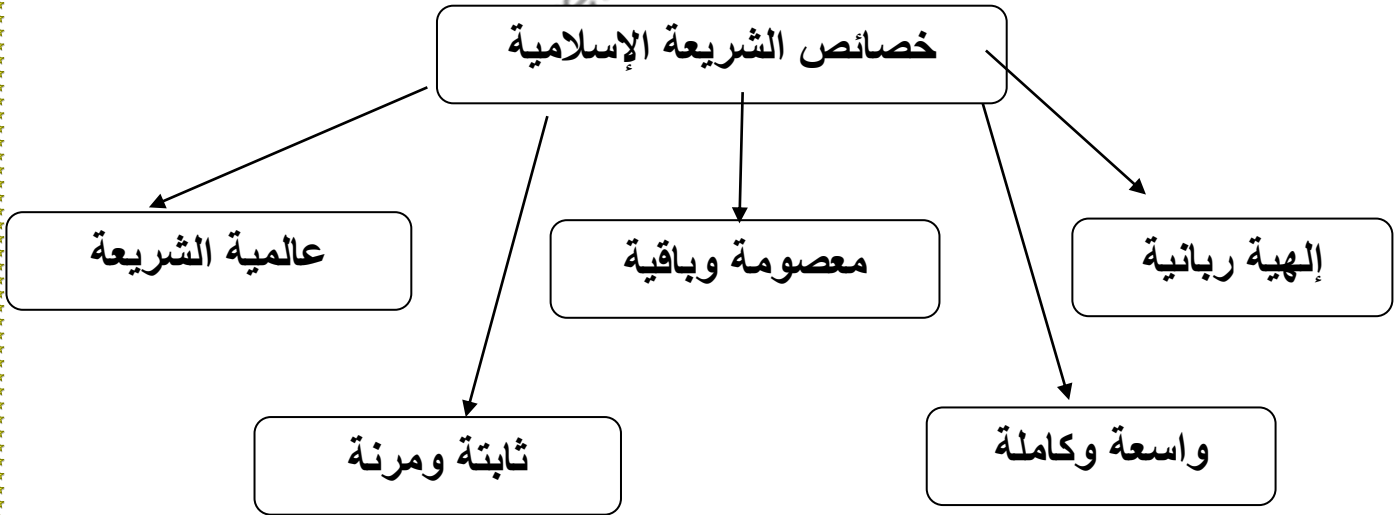 خصائص الشريعة الإسلامية
إلهية ربانية
معصومة وباقية
عالمية الشريعة
واسعة وكاملة
ثابتة ومرنة